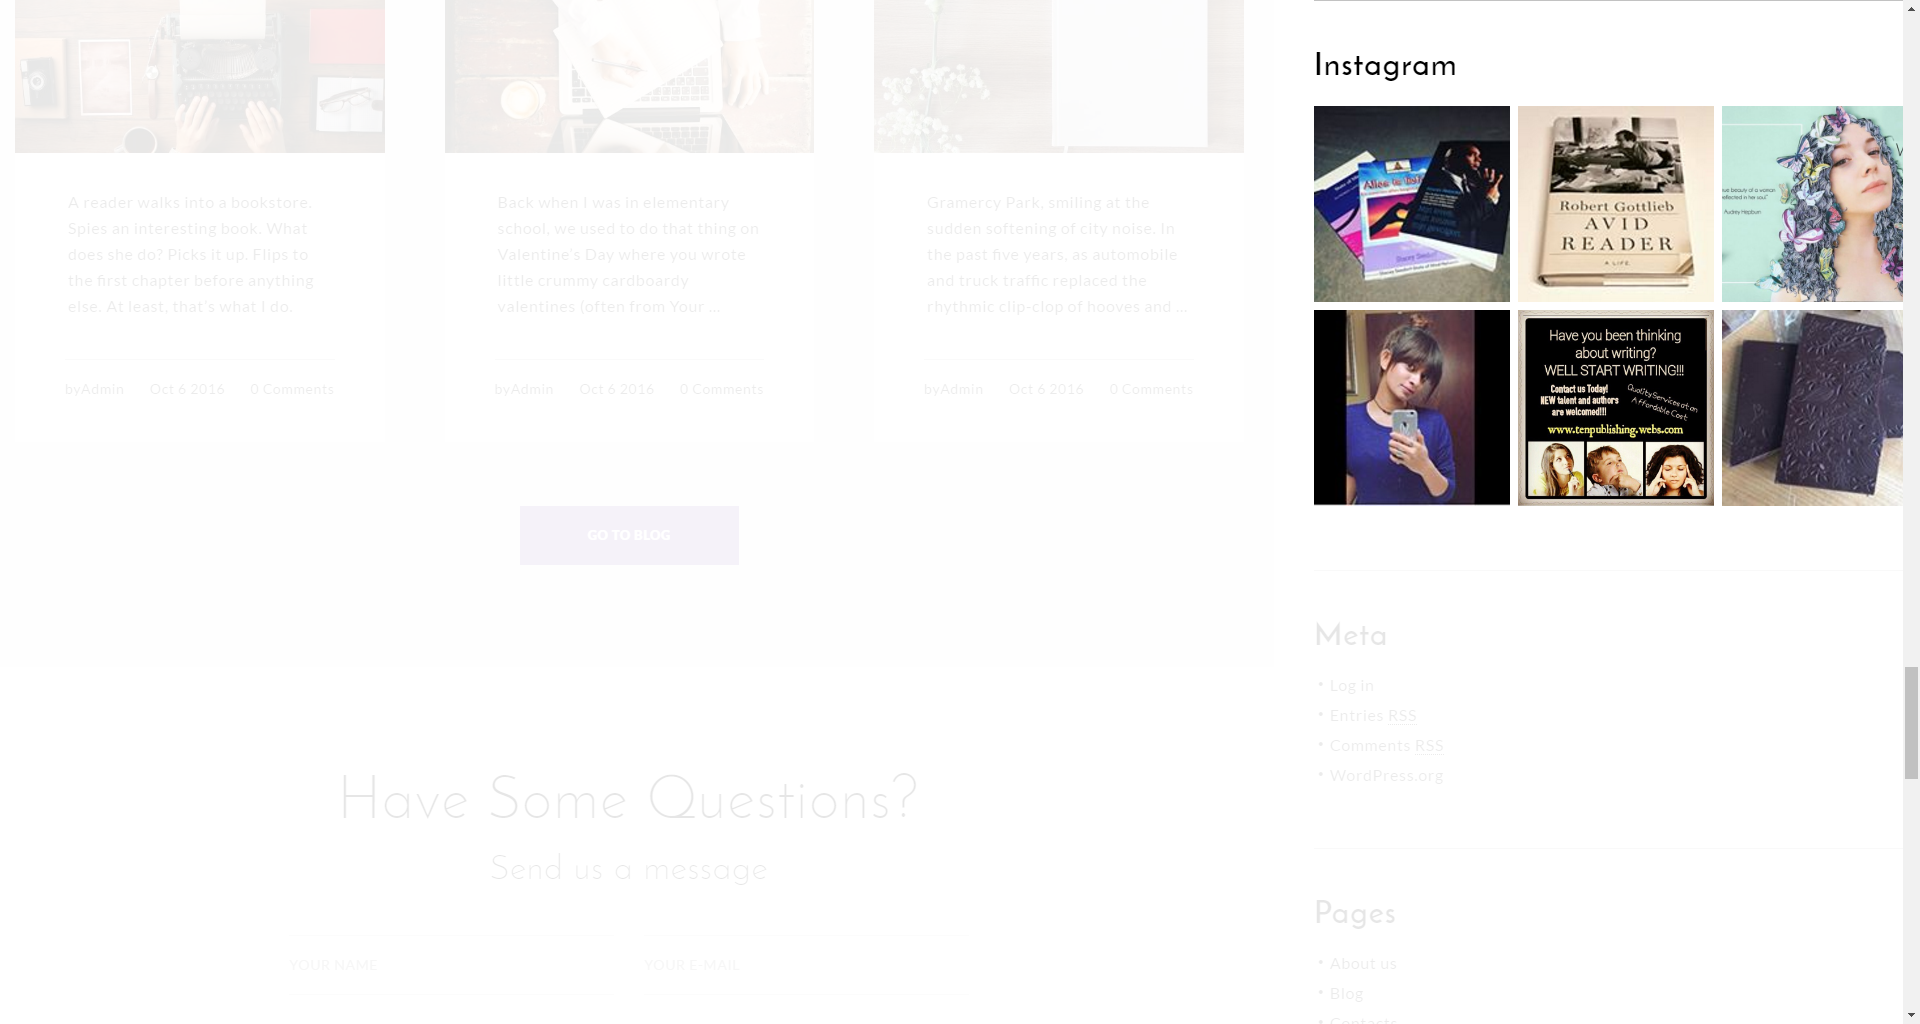 A reader walks into a bookstore.
Spies an interesting book. What
does she do? Picks it up. Flips to
the first chapter before anything
else. At least, that's what I do.
byAdmin Oct 6 2016 0 Comments
Back when I was in elementary
school, we used to do that thing on
Valentine's Day where you wrote
little crummy cardboardy
valentines (often from Your ...
byAdmin Oct 6 2016 0 Comments
Gramercy Park, smiling at the
sudden softening of city noise. In
the past five years, as automobile
and truck traffic replaced the
rhythmic clip-clop of hooves and ...
byAdmin Oct 6 2016 0 Comments
GO TO BLOG
Have Some Questions?
Send us a message
YOUR NAME
YOUR E-MAIL
Instagram
Robert Gottlieb
AVID
READER
A LIFE
Audrey Hepburn
Have you been thinking
about writing?
WELL START WRITING!!!
Contact us Today!
NEW talent and authors
are welcomed!!!
Quality Services at an
Affordable Cost
www.tenpublishing.webs.com
Meta
Log in
Entries RSS
Comments RSS
WordPress.org
Pages
About us
Blog
Contacts